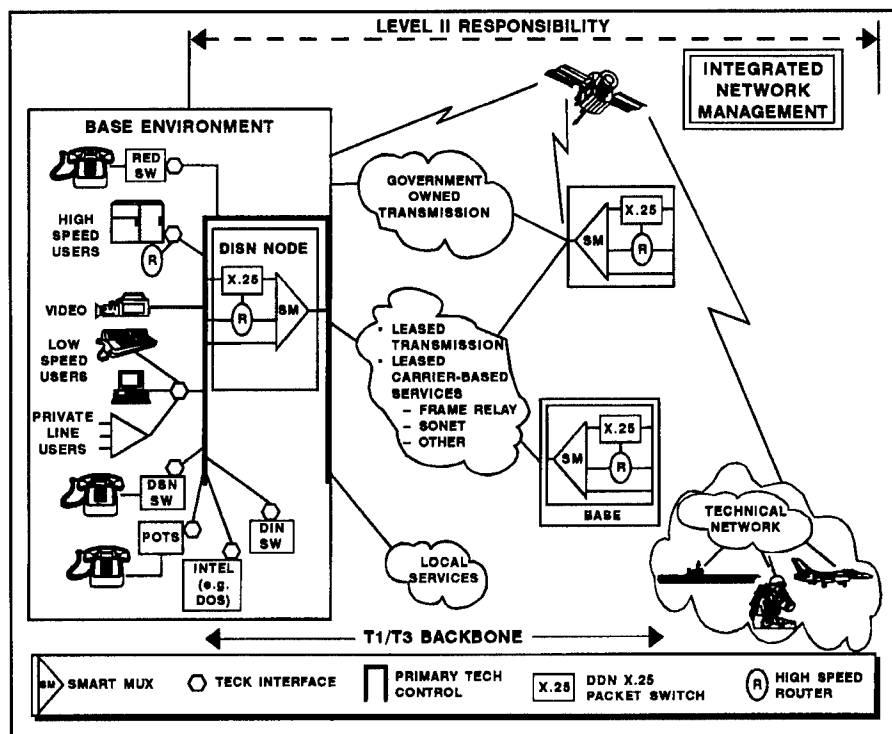 LEVEL II RESPONSIBILITY
INTEGRATED
NETWORK
MANAGEMENT
BASE ENVIRONMENT
RED
SW
HIGH
SPEED
USERS
R
VIDEO
LOW
SPEED
USERS
PRIVATE
LINE
USERS
DSN
SW
POTS
INTEL
(e.g.
DOS)
DIN
SW
DISN NODE
X.25
R
SM
GOVERNMENT
OWNED
TRANSMISSION
• LEASED
TRANSMISSION
• LEASED
CARRIER-BASED
SERVICES
– FRAME RELAY
– SONET
– OTHER
LOCAL
SERVICES
SM
X.25
R
SM
X.25
R
BASE
TECHNICAL
NETWORK
T1/T3 BACKBONE
SM SMART MUX
TECK INTERFACE
PRIMARY TECH
CONTROL
X.25
DDN X.25
PACKET SWITCH
R
HIGH SPEED
ROUTER